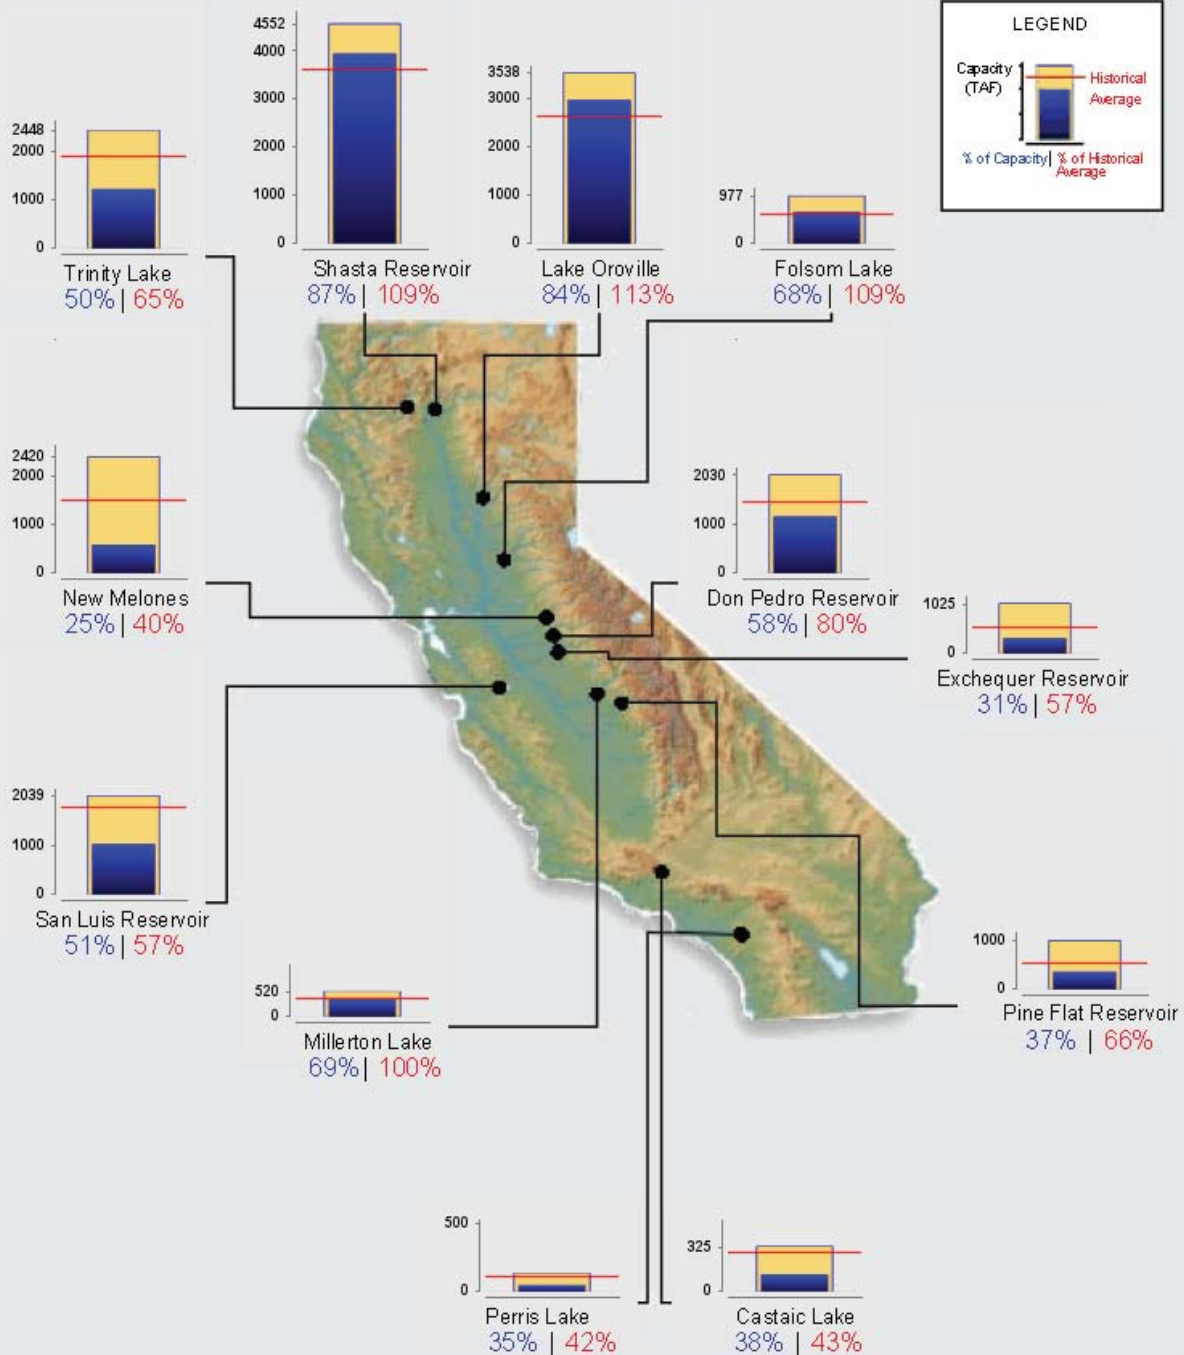 LEGEND
Capacity
(TAF)
Historical
Average
% of Capacity | % of Historical
Average
2448
2000
1000
0
Trinity Lake
50% | 65%
4552
4000
3000
2000
1000
0
Shasta Reservoir
87% | 109%
3538
3000
2000
1000
0
Lake Oroville
84% | 113%
977
0
Folsom Lake
68% | 109%
2420
2000
1000
0
New Melones
25% | 40%
2030
1000
0
Don Pedro Reservoir
58% | 80%
1025
0
Exchequer Reservoir
31% | 57%
2039
1000
0
San Luis Reservoir
51% | 57%
520
0
Millerton Lake
69% | 100%
1000
0
Pine Flat Reservoir
37% | 66%
500
0
Perris Lake
35% | 42%
325
0
Castaic Lake
38% | 43%